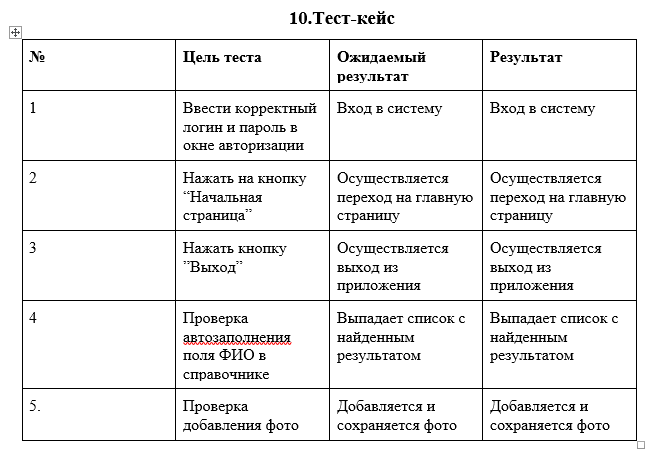 10.Тест-кейс
№ Цель теста Ожидаемый результат Результат
1 Ввести корректный логин и пароль в окне авторизации Вход в систему Вход в систему
2 Нажать на кнопку “Начальная страница” Осуществляется переход на главную страницу Осуществляется переход на главную страницу
3 Нажать кнопку ”Выход” Осуществляется выход из приложения Осуществляется выход из приложения
4 Проверка автозаполнения поля ФИО в справочнике Выпадает список с найденным результатом Выпадает список с найденным результатом
5. Проверка добавления фото Добавляется и сохраняется фото Добавляется и сохраняется фото